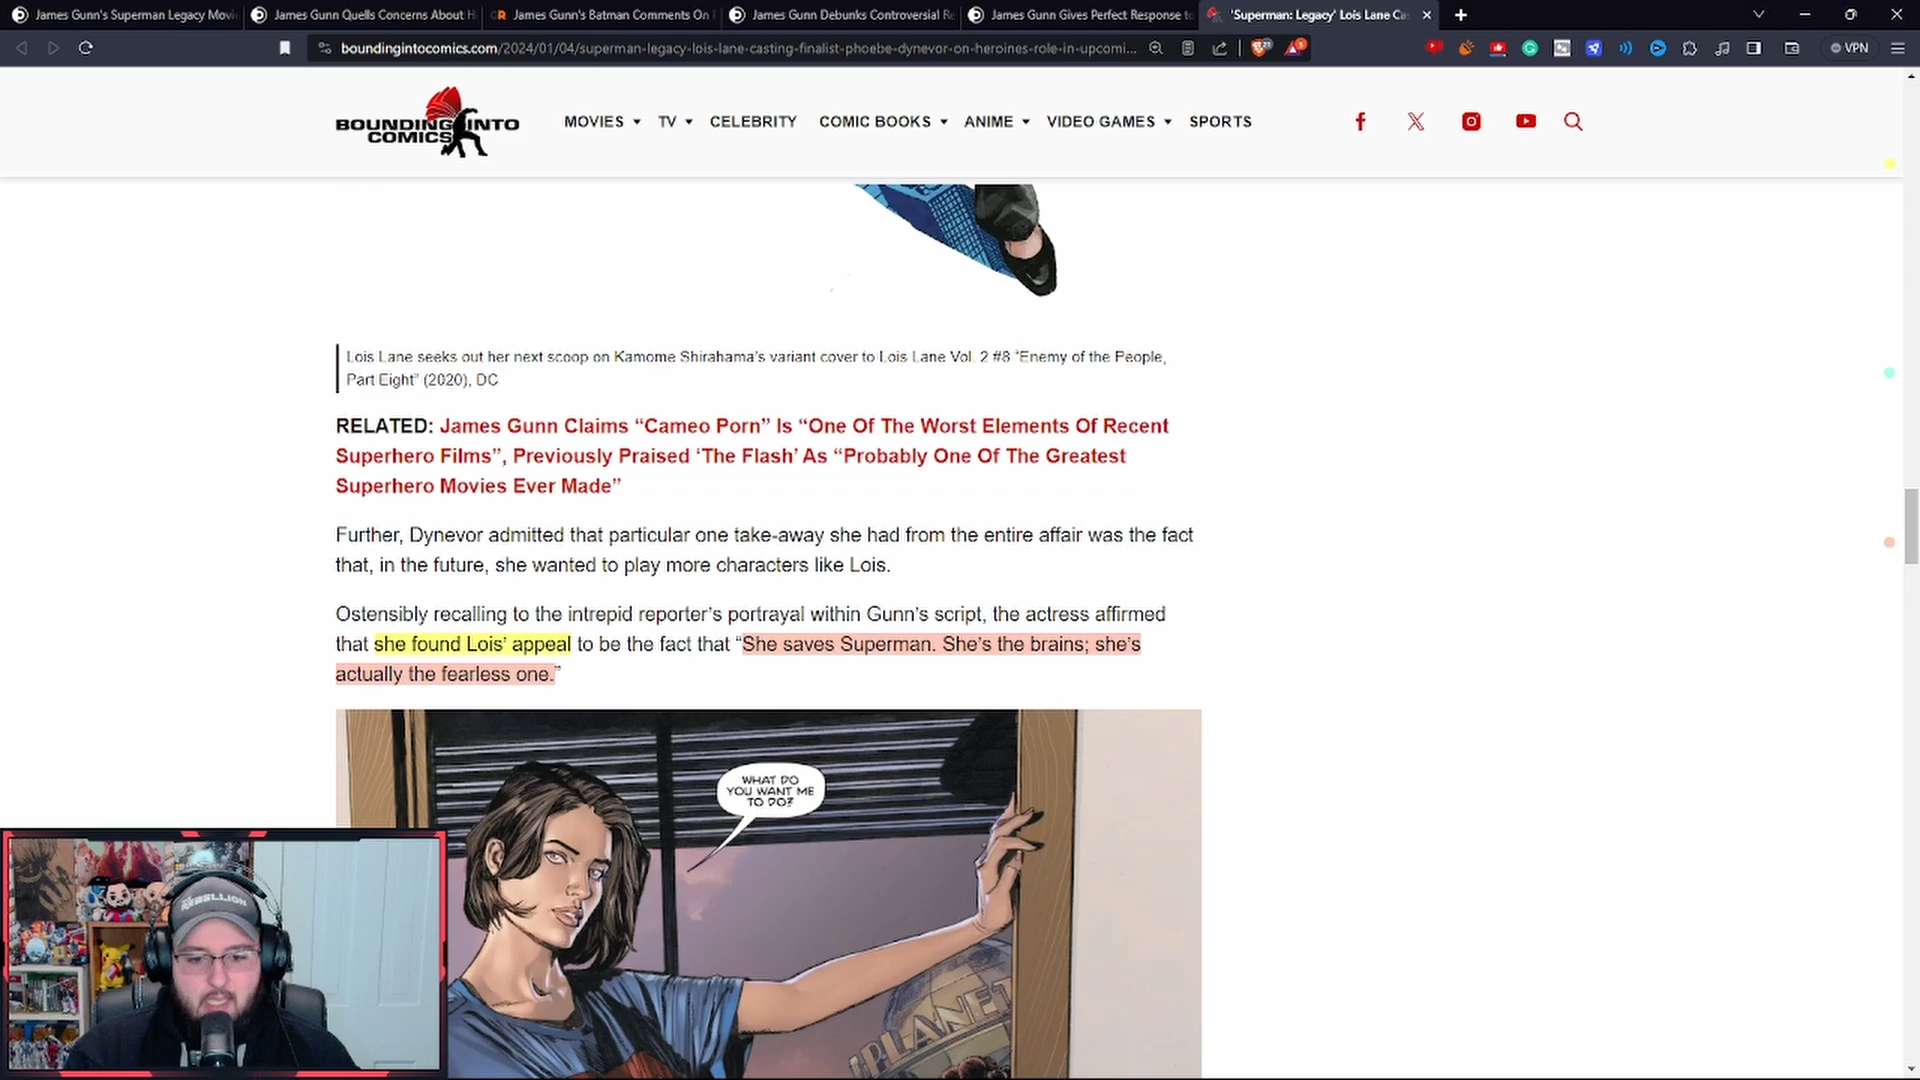 James Gunn's Superman Legacy Movi
James Gunn Quells Concerns About H
James Gunn's Batman Comments On
James Gunn Debunks Controversial Re
James Gunn Gives Perfect Response to
'Superman: Legacy' Lois Lane Ca
boundingintocomics.com/2024/01/04/superman-legacy-lois-lane-casting-finalist-phoebe-dynevor-on-heroines-role-in-upcomi...
VPN
BOUNDING INTO
COMICS
MOVIES
TV
CELEBRITY
COMIC BOOKS
ANIME
VIDEO GAMES
SPORTS
Lois Lane seeks out her next scoop on Kamome Shirahama's variant cover to Lois Lane Vol. 2 #8 “Enemy of the People,
Part Eight” (2020), DC
RELATED: James Gunn Claims “Cameo Porn” Is “One Of The Worst Elements Of Recent
Superhero Films”, Previously Praised ‘The Flash’ As “Probably One Of The Greatest
Superhero Movies Ever Made”
Further, Dynevor admitted that particular one take-away she had from the entire affair was the fact
that, in the future, she wanted to play more characters like Lois.
Ostensibly recalling to the intrepid reporter’s portrayal within Gunn’s script, the actress affirmed
that she found Lois’ appeal to be the fact that “She saves Superman. She’s the brains; she’s
actually the fearless one.”
WHAT DO
YOU WANT ME
TO DO?
PLANET
REBELLION